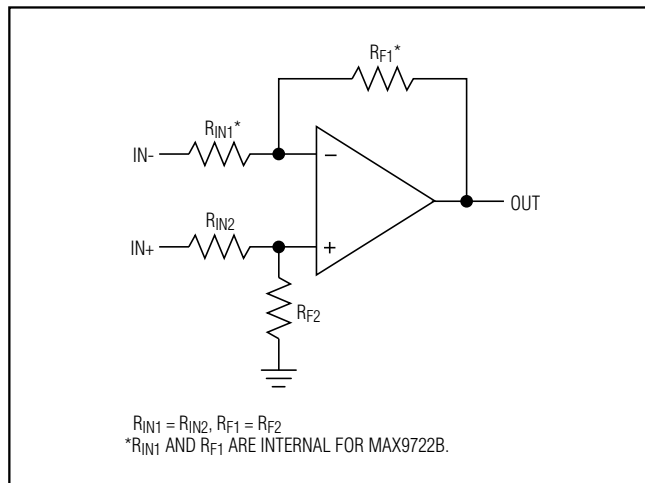 RF1*
RIN1*
IN-
−
OUT
RIN2
IN+
+
RF2
RIN1 = RIN2, RF1 = RF2
*RIN1 AND RF1 ARE INTERNAL FOR MAX9722B.